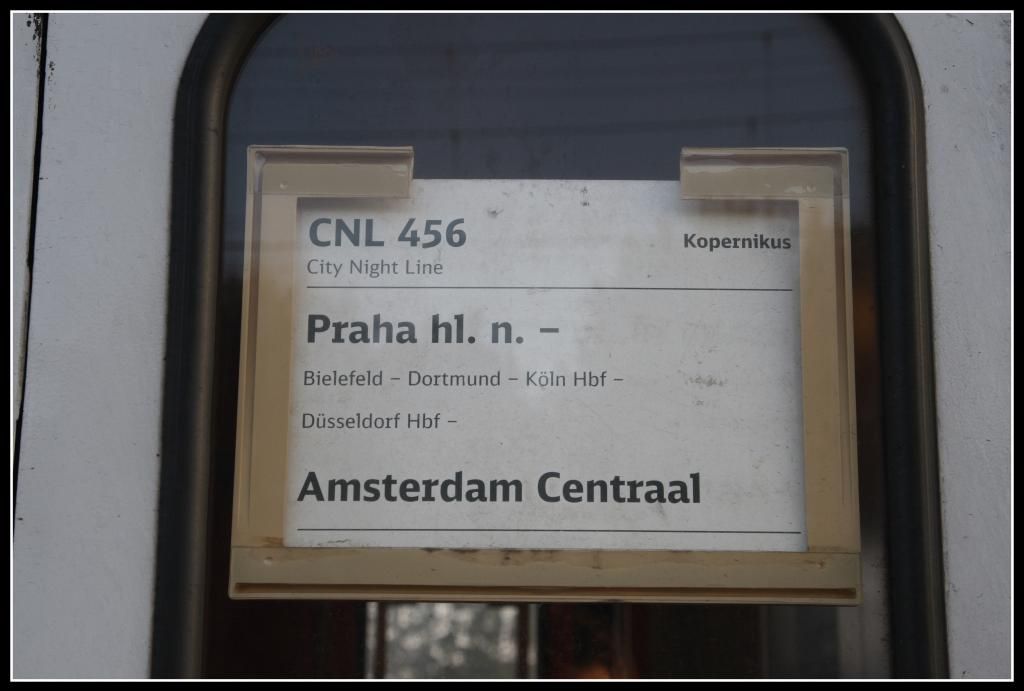 CNL 456
Kopernikus
City Night Line
Praha hl. n. –
Bielefeld – Dortmund – Köln Hbf –
Düsseldorf Hbf –
Amsterdam Centraal